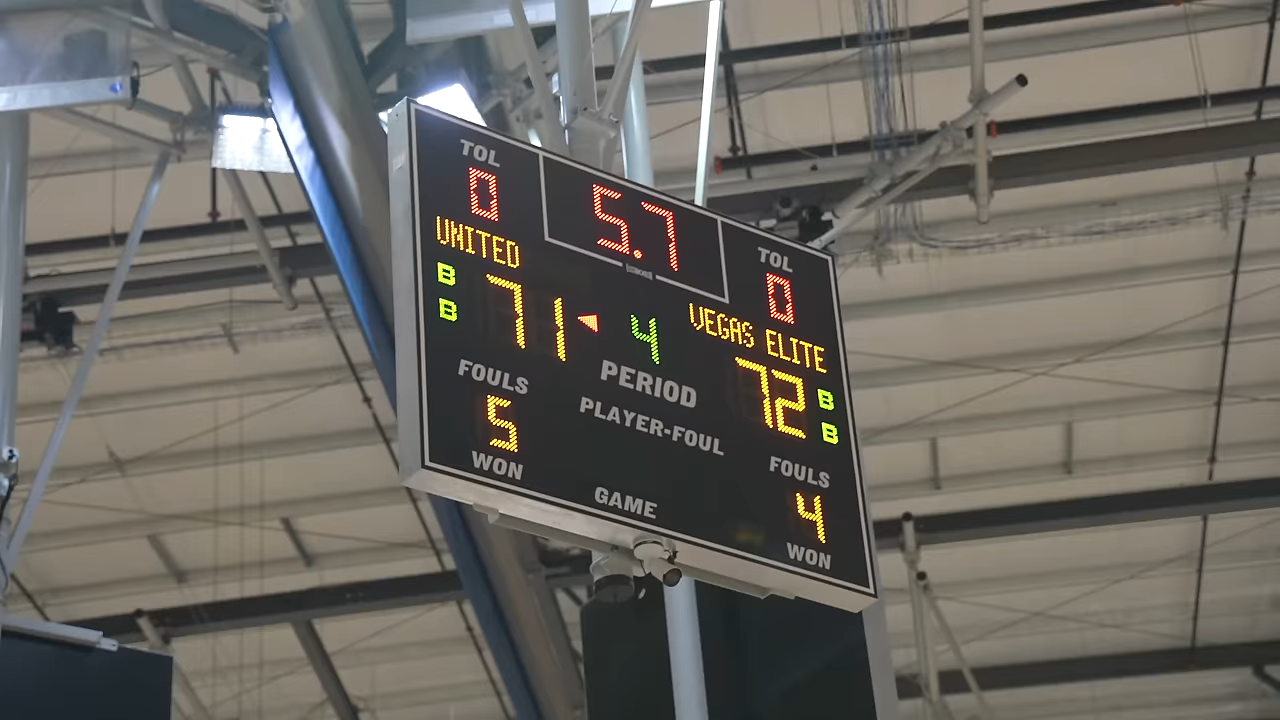 TOL
0
5.7
TOL
0
UNITED
VEGAS ELITE
B
B
71
4
72
B
B
PERIOD
FOULS
5
WON
PLAYER-FOUL
FOULS
4
WON
GAME